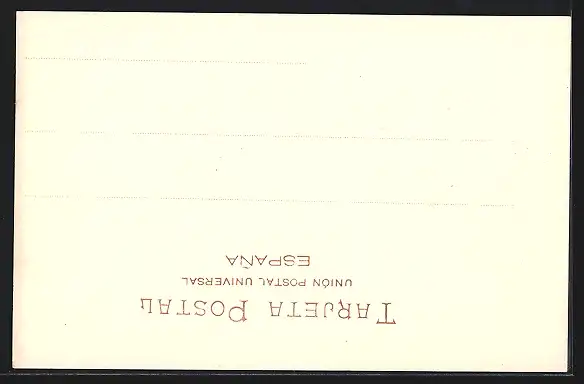 TARJETA POSTAL
UNIÓN POSTAL UNIVERSAL
ESPAÑA